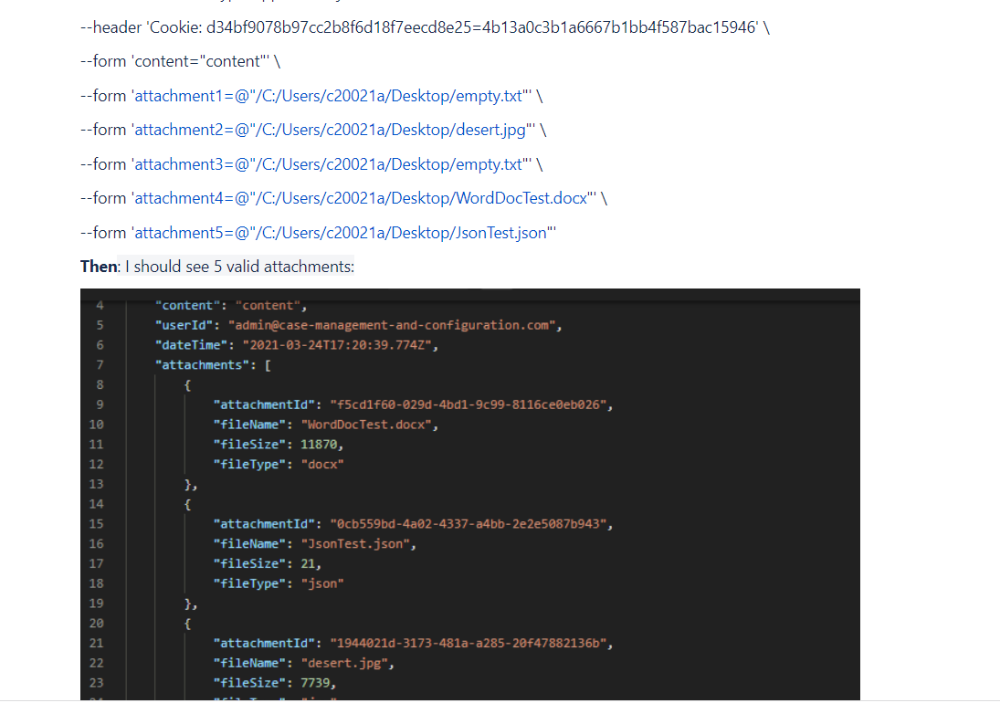 --header 'Cookie: d34bf9078b97cc2b8f6d18f7eecd8e25=4b13a0c3b1a6667b1bb4f587bac15946' \
--form 'content="content"' \
--form 'attachment1=@"/C:/Users/c20021a/Desktop/empty.txt"' \
--form 'attachment2=@"/C:/Users/c20021a/Desktop/desert.jpg"' \
--form 'attachment3=@"/C:/Users/c20021a/Desktop/empty.txt"' \
--form 'attachment4=@"/C:/Users/c20021a/Desktop/WordDocTest.docx"' \
--form 'attachment5=@"/C:/Users/c20021a/Desktop/JsonTest.json"'
Then: I should see 5 valid attachments:
4 "content": "content",
5 "userId": "admin@case-management-and-configuration.com",
6 "dateTime": "2021-03-24T17:20:39.774Z",
7 "attachments": [
8 {
9 "attachmentId": "f5cd1f60-029d-4bd1-9c99-8116ce0eb026",
10 "fileName": "WordDocTest.docx",
11 "fileSize": 11870,
12 "fileType": "docx"
13 },
14 {
15 "attachmentId": "0cb559bd-4a02-4337-a4bb-2e2e5087b943",
16 "fileName": "JsonTest.json",
17 "fileSize": 21,
18 "fileType": "json"
19 },
20 {
21 "attachmentId": "1944021d-3173-481a-a285-20f47882136b",
22 "fileName": "desert.jpg",
23 "fileSize": 7739,